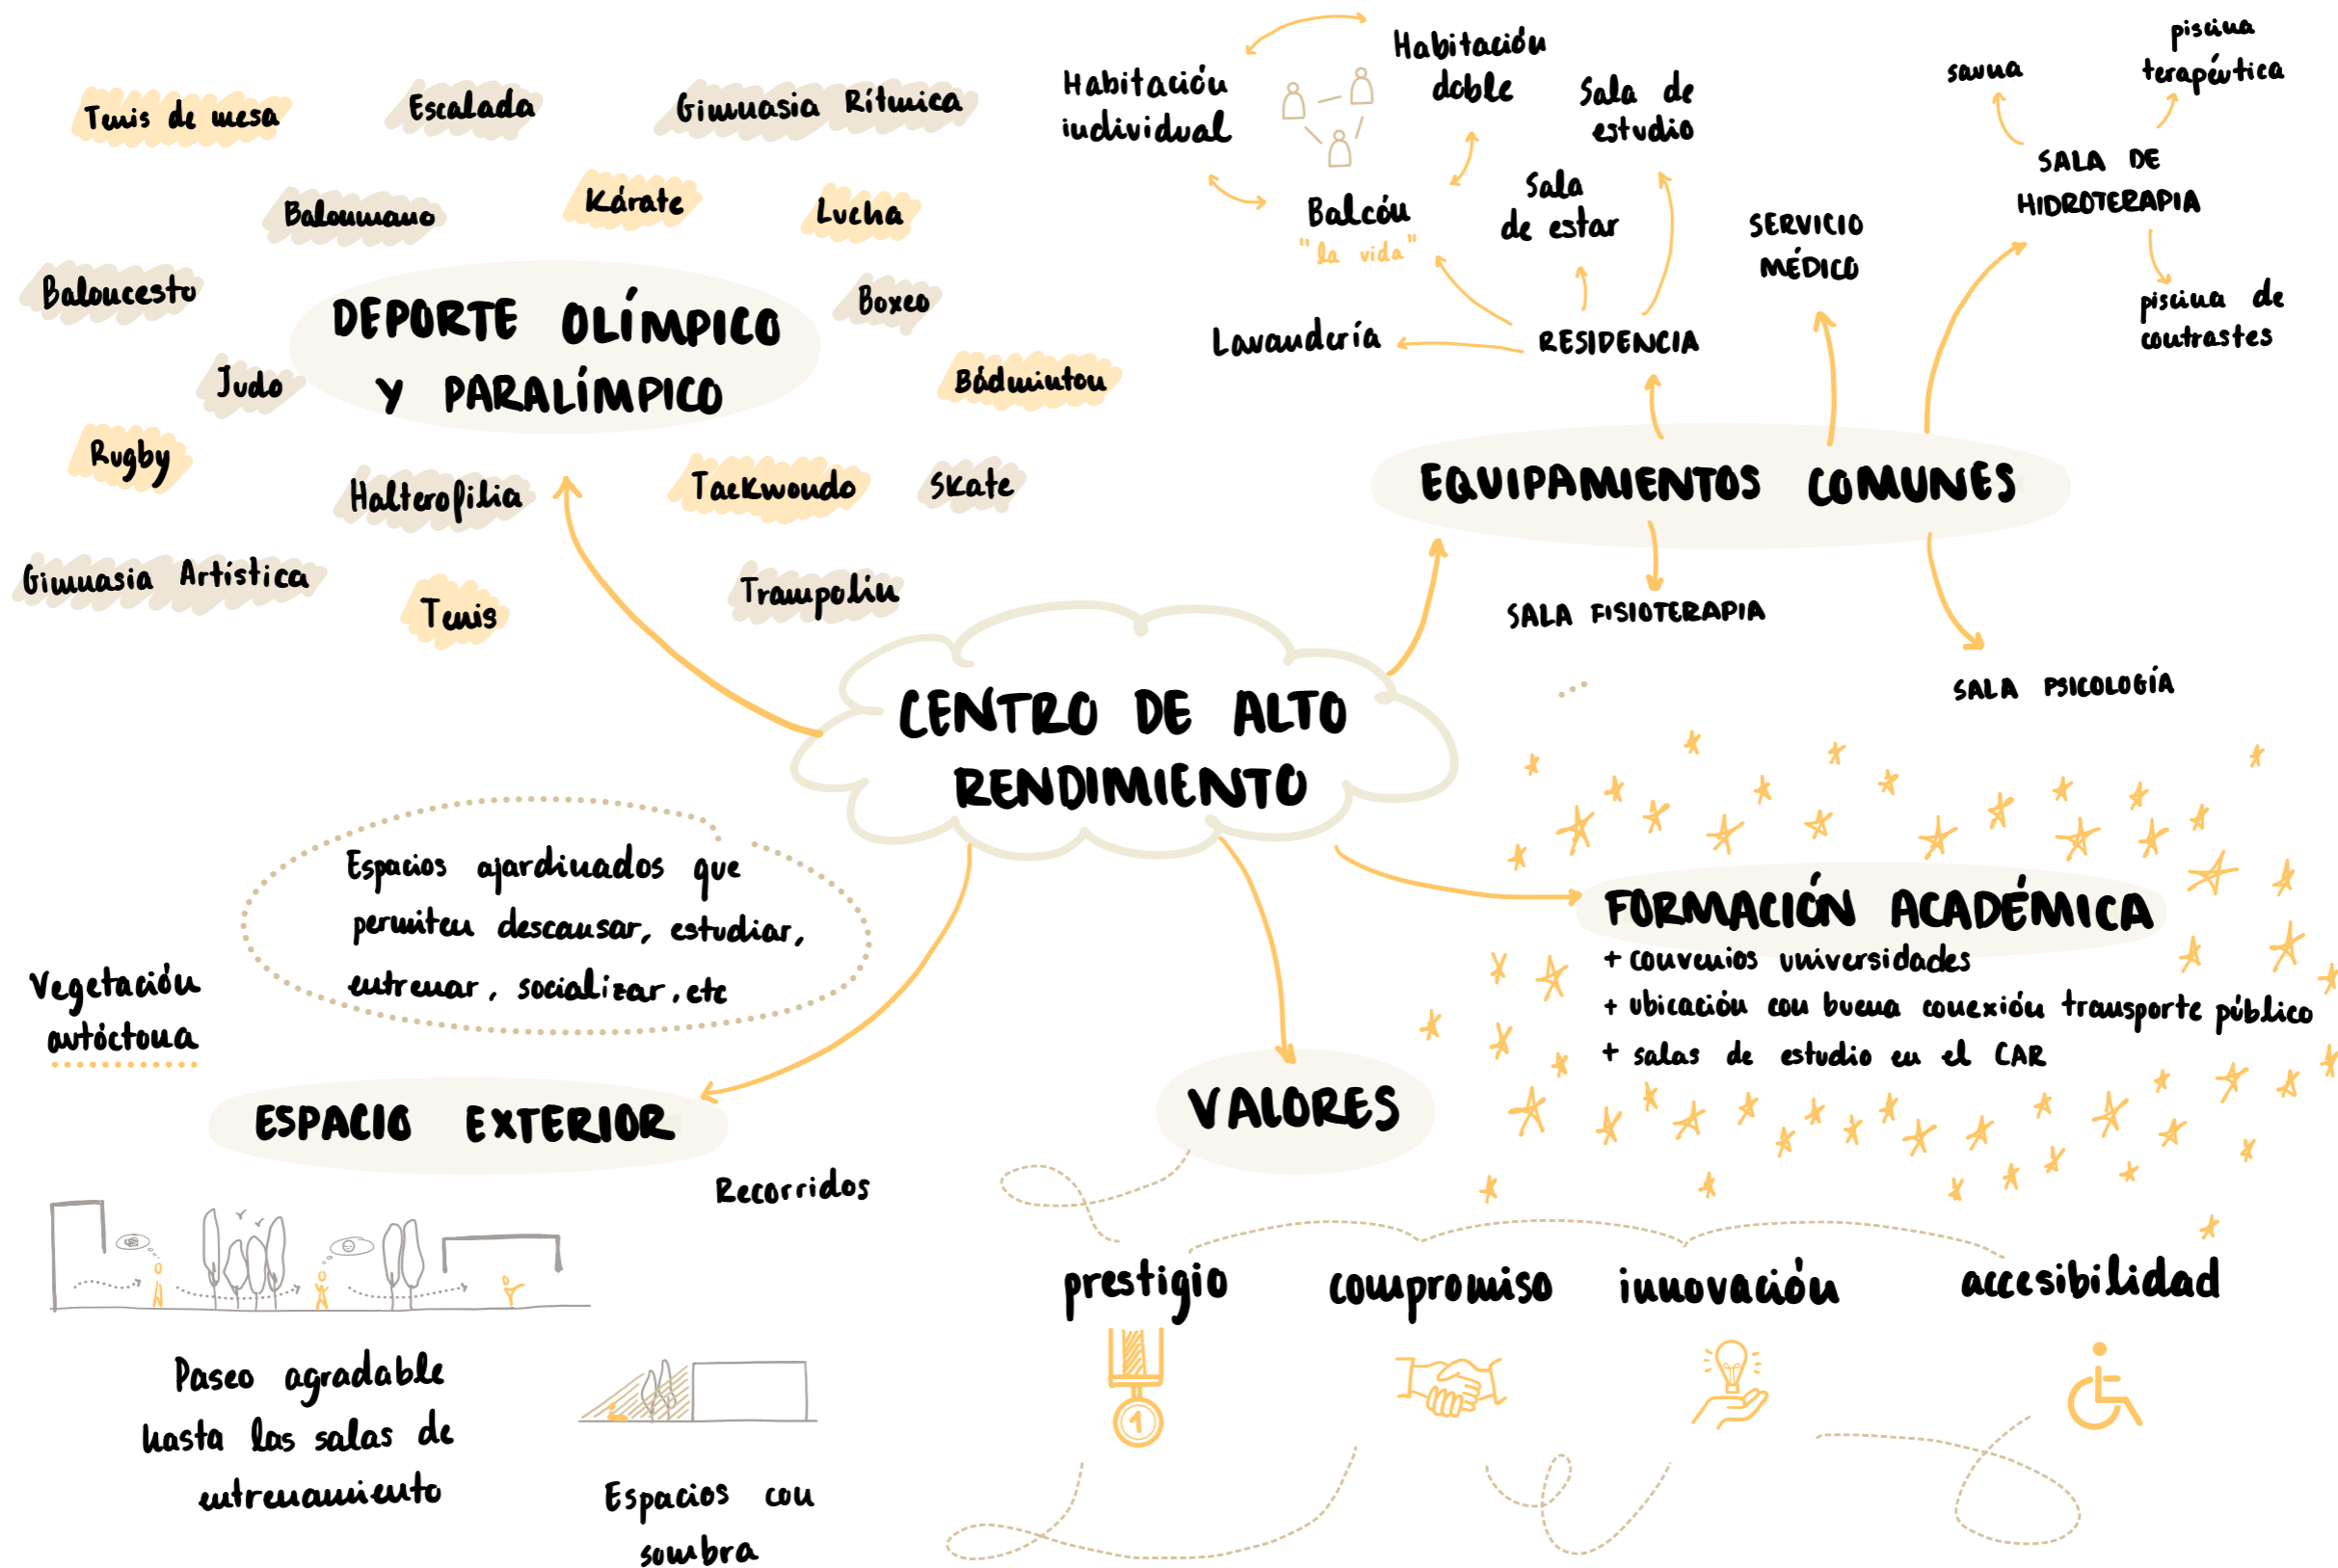 Tenis de mesa
Escalada
Gimnasia Rítmica
Balonmano
Kárate
Lucha
Baloncesto
DEPORTE OLÍMPICO
Y PARALÍMPICO
Boxeo
Judo
Bádminton
Rugby
Halterofilia
Taekwondo
Skate
Gimnasia Artística
Tenis
Trampolín
Habitación
individual
Habitación
doble
Sala de
estudio
Balcón
"la vida"
Sala
de estar
Lavandería
RESIDENCIA
SERVICIO
MÉDICO
sauna
piscina
terapéutica
SALA DE
HIDROTERAPIA
piscina de
contrastes
EQUIPAMIENTOS COMUNES
SALA FISIOTERAPIA
...
SALA PSICOLOGÍA
CENTRO DE ALTO
RENDIMIENTO
Espacios ajardinados que
permiten descansar, estudiar,
entrenar, socializar, etc
Vegetación
autóctona
ESPACIO EXTERIOR
Recorridos
Paseo agradable
hasta las salas de
entrenamiento
Espacios con
sombra
FORMACIÓN ACADÉMICA
+ convenios universidades
+ ubicación con buena conexión transporte público
+ salas de estudio en el CAR
VALORES
prestigio
compromiso
innovación
accesibilidad
1